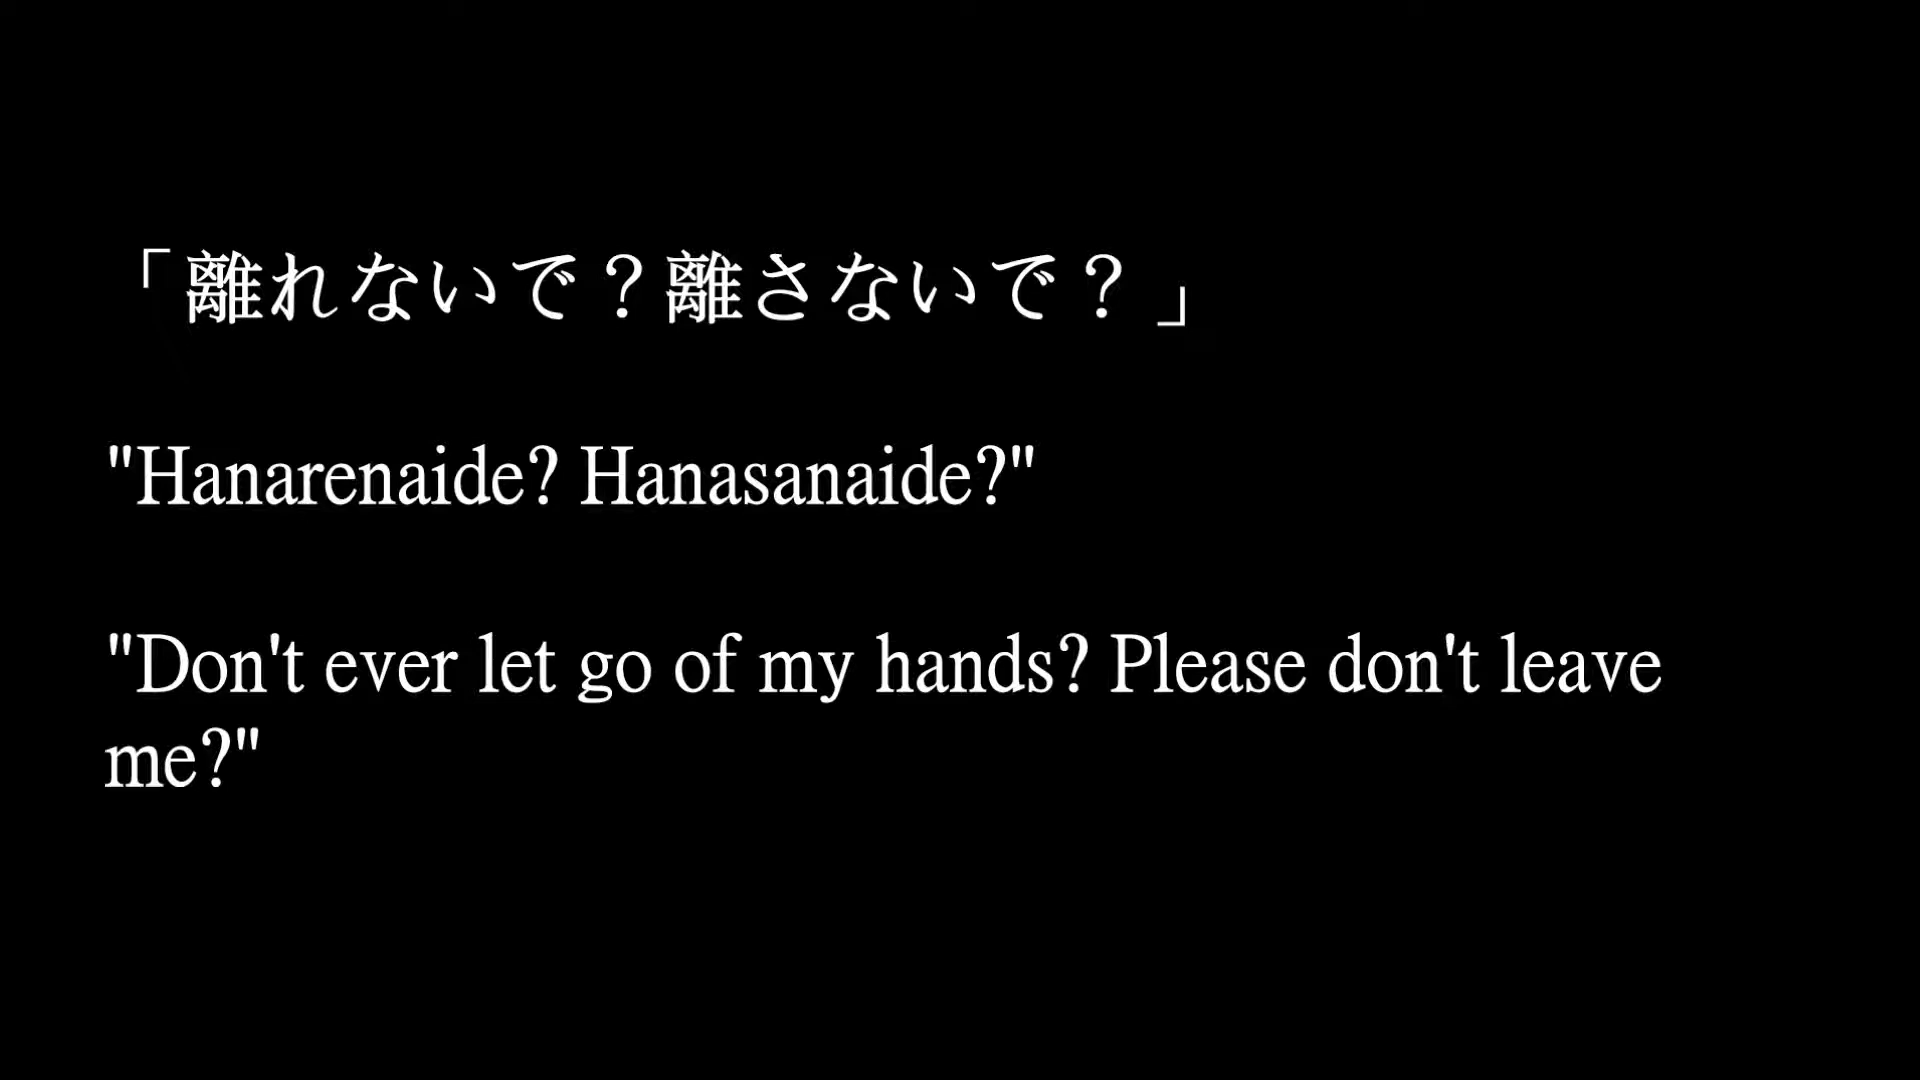 「離れないで？離さないで？」
"Hanarenaide? Hanasanaide?"
"Don't ever let go of my hands? Please don't leave
me?"